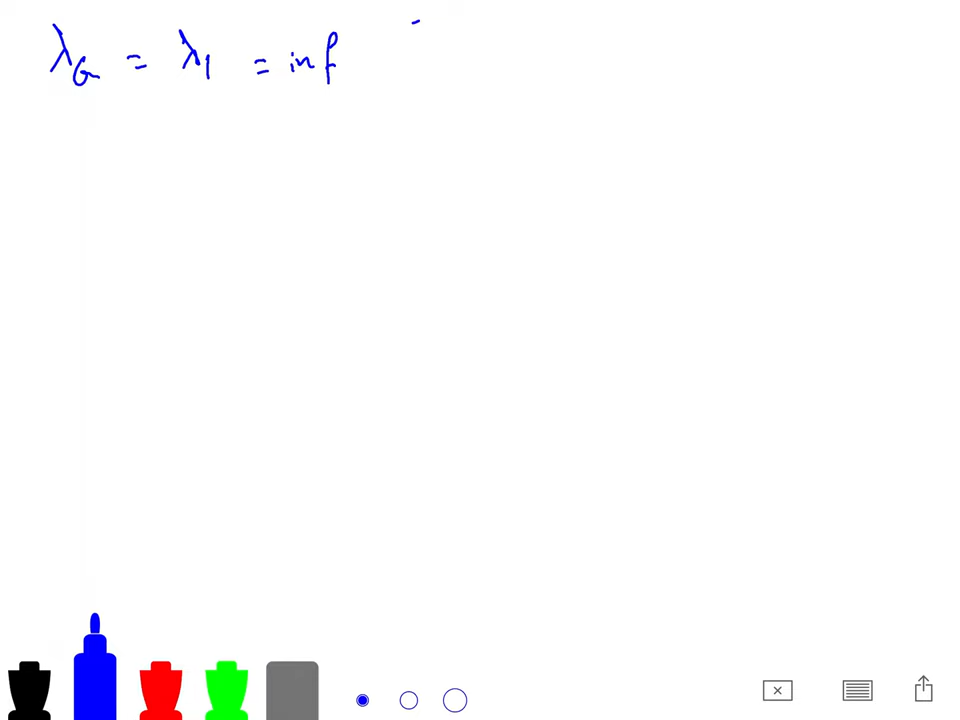 λ_G = λ_1 = inf